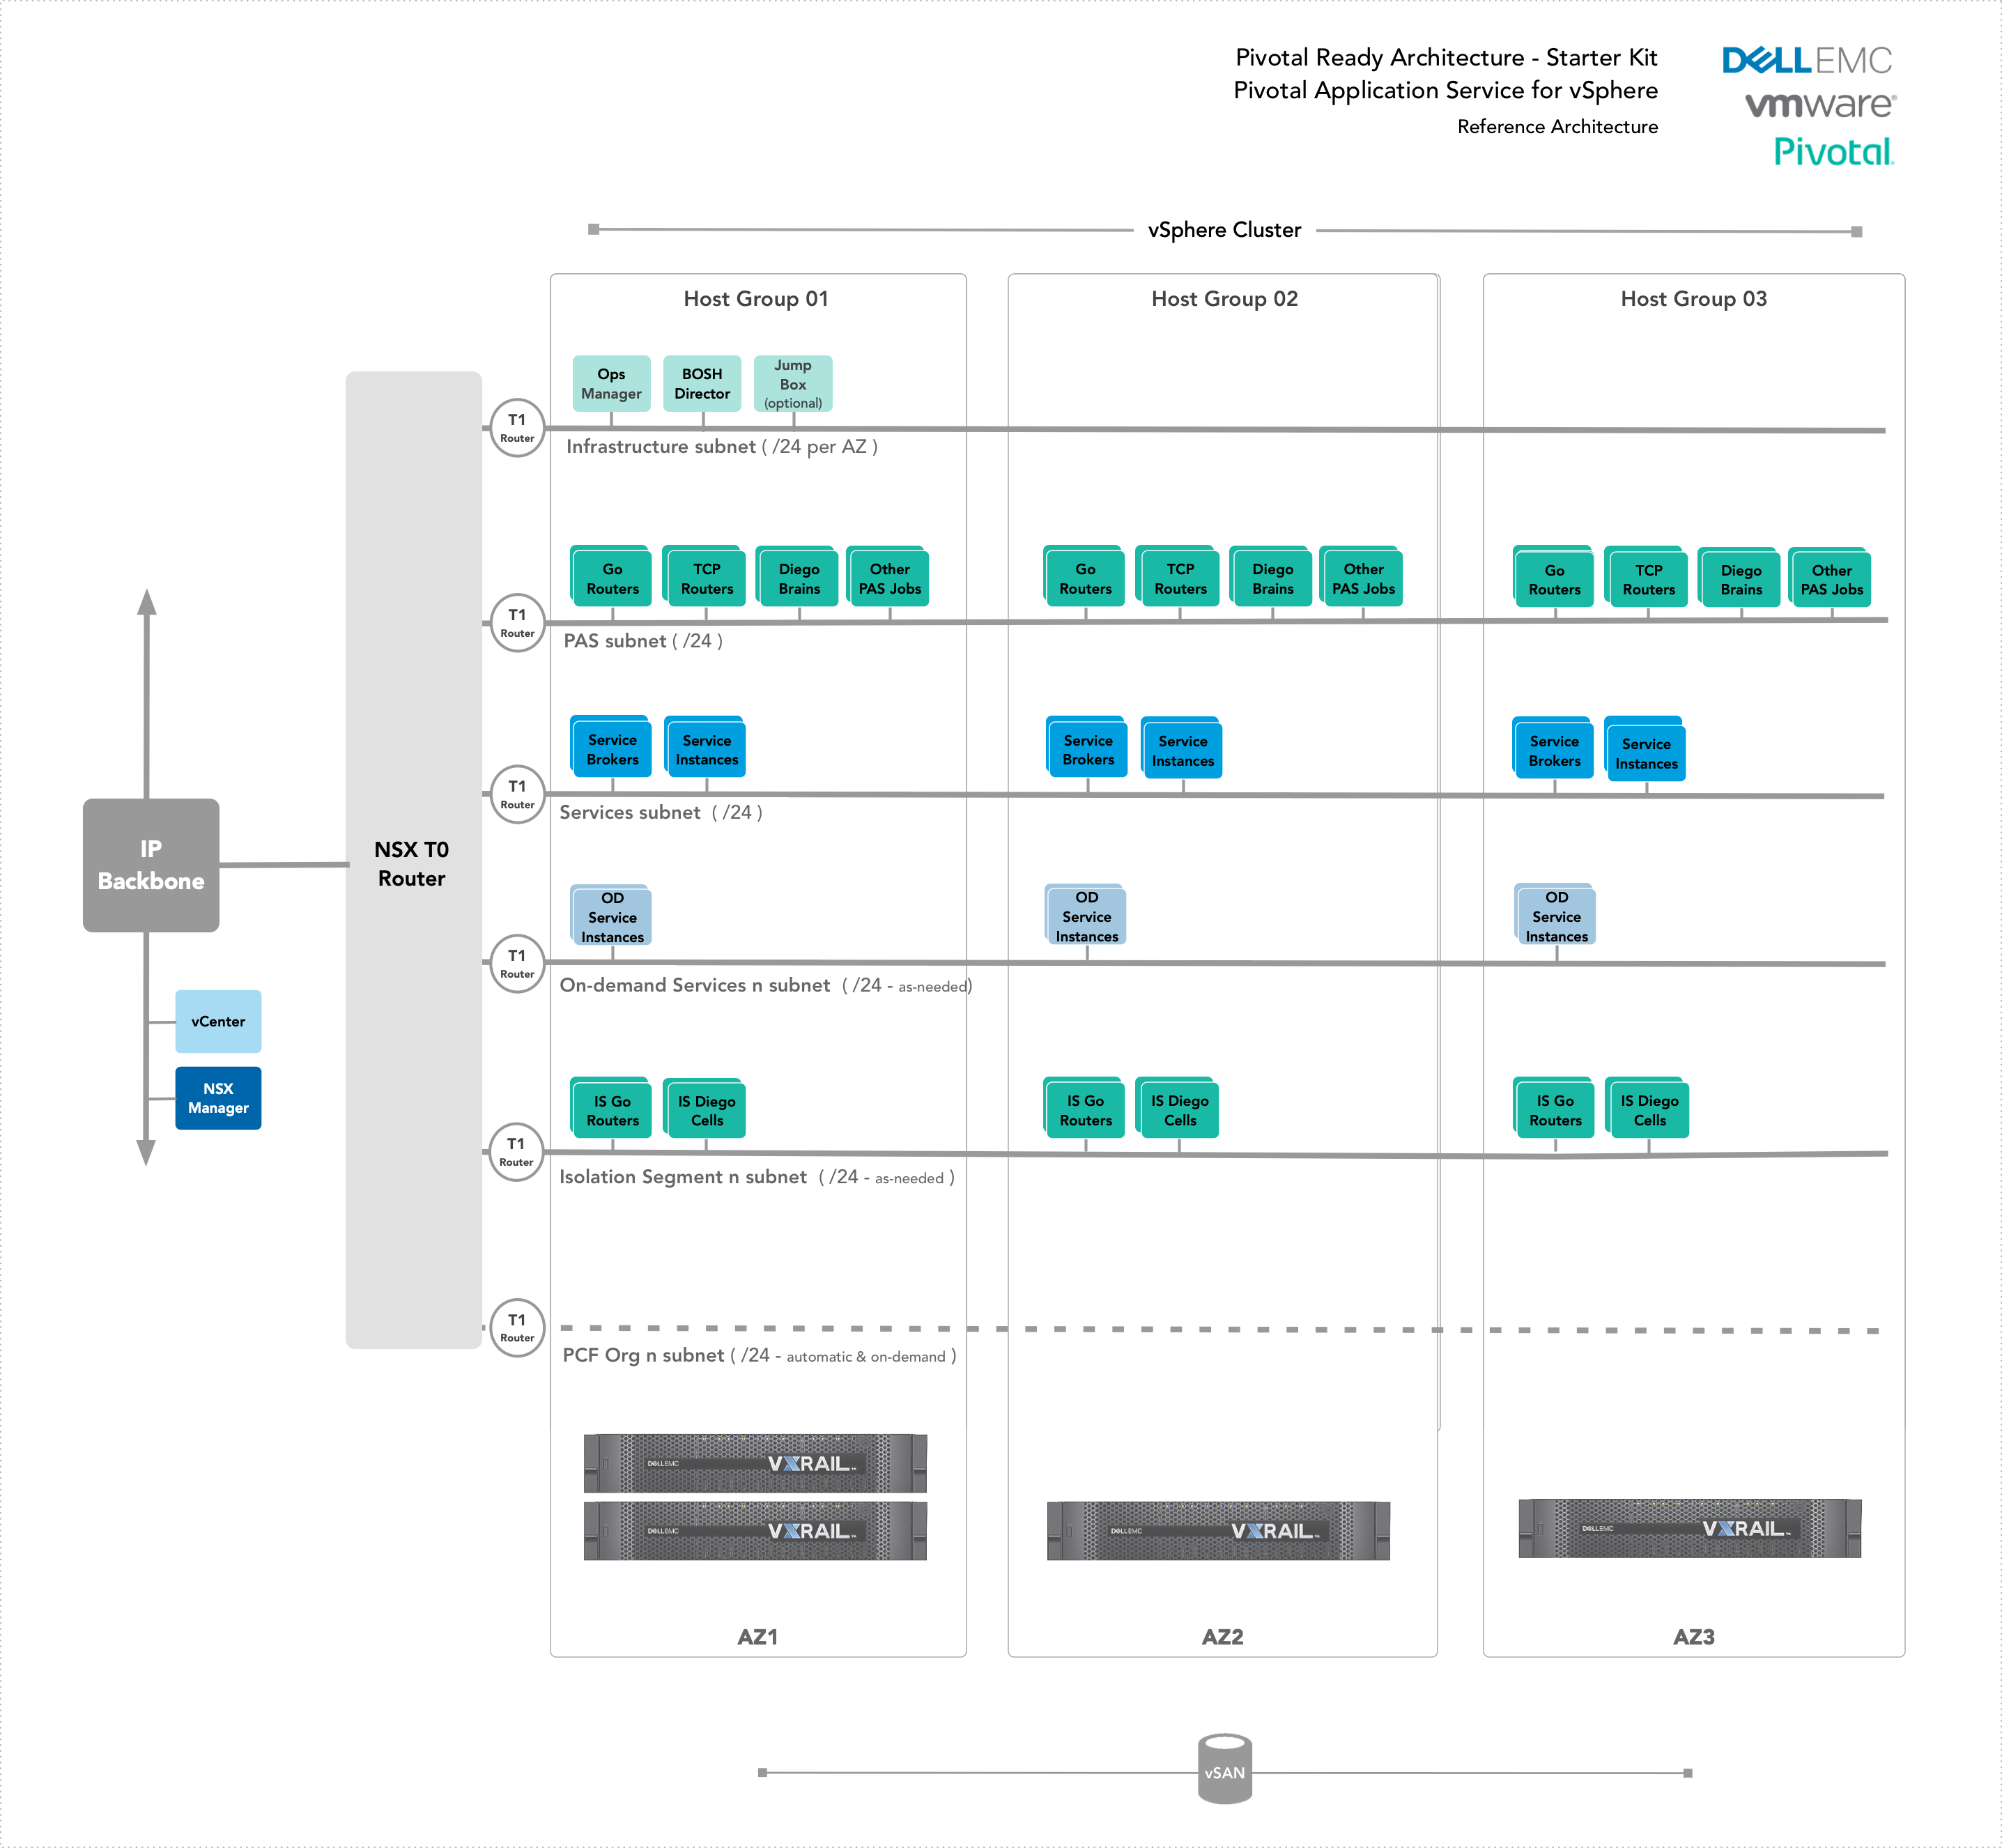 Pivotal Ready Architecture - Starter Kit
Pivotal Application Service for vSphere
Reference Architecture
DELLEMC
vmware®
Pivotal
vSphere Cluster
Host Group 01
Host Group 02
Host Group 03
Ops
Manager
BOSH
Director
Jump
Box
(optional)
T1
Router
Infrastructure subnet ( /24 per AZ )
Go
Routers
TCP
Routers
Diego
Brains
Other
PAS Jobs
Go
Routers
TCP
Routers
Diego
Brains
Other
PAS Jobs
Go
Routers
TCP
Routers
Diego
Brains
Other
PAS Jobs
T1
Router
PAS subnet ( /24 )
Service
Brokers
Service
Instances
Service
Brokers
Service
Instances
Service
Brokers
Service
Instances
T1
Router
Services subnet ( /24 )
IP
Backbone
NSX T0
Router
OD
Service
Instances
OD
Service
Instances
OD
Service
Instances
T1
Router
On-demand Services n subnet ( /24 - as-needed)
vCenter
NSX
Manager
IS Go
Routers
IS Diego
Cells
IS Go
Routers
IS Diego
Cells
IS Go
Routers
IS Diego
Cells
T1
Router
Isolation Segment n subnet ( /24 - as-needed )
T1
Router
PCF Org n subnet ( /24 - automatic & on-demand )
DELLEMC VXRAIL™
DELLEMC VXRAIL™
DELLEMC VXRAIL™
DELLEMC VXRAIL™
AZ1
AZ2
AZ3
vSAN